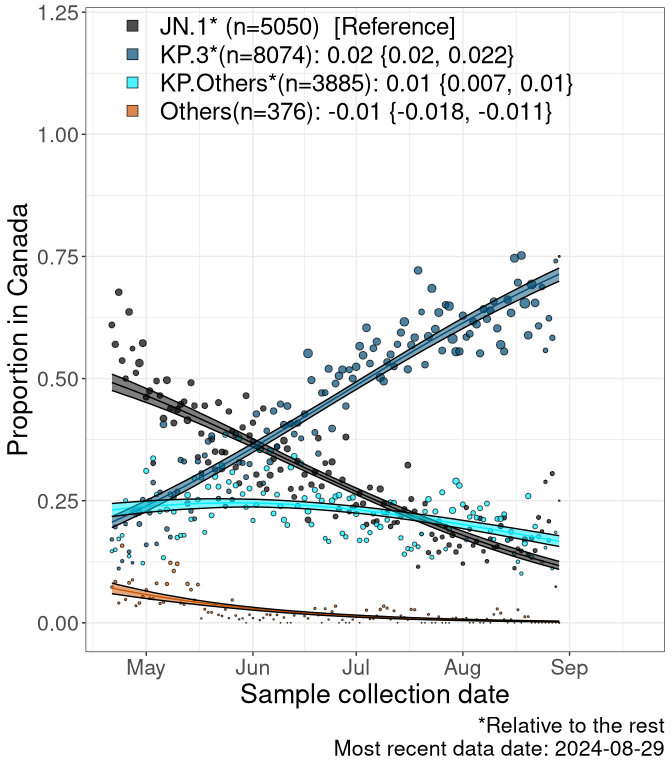 JN.1* (n=5050)  [Reference]
KP.3*(n=8074): 0.02 {0.02, 0.022}
KP.Others*(n=3885): 0.01 {0.007, 0.01}
Others(n=376): -0.01 {-0.018, -0.011}
1.25
1.00
0.75
0.50
0.25
0.00
Proportion in Canada
May Jun Jul Aug Sep
Sample collection date
*Relative to the rest
Most recent data date: 2024-08-29